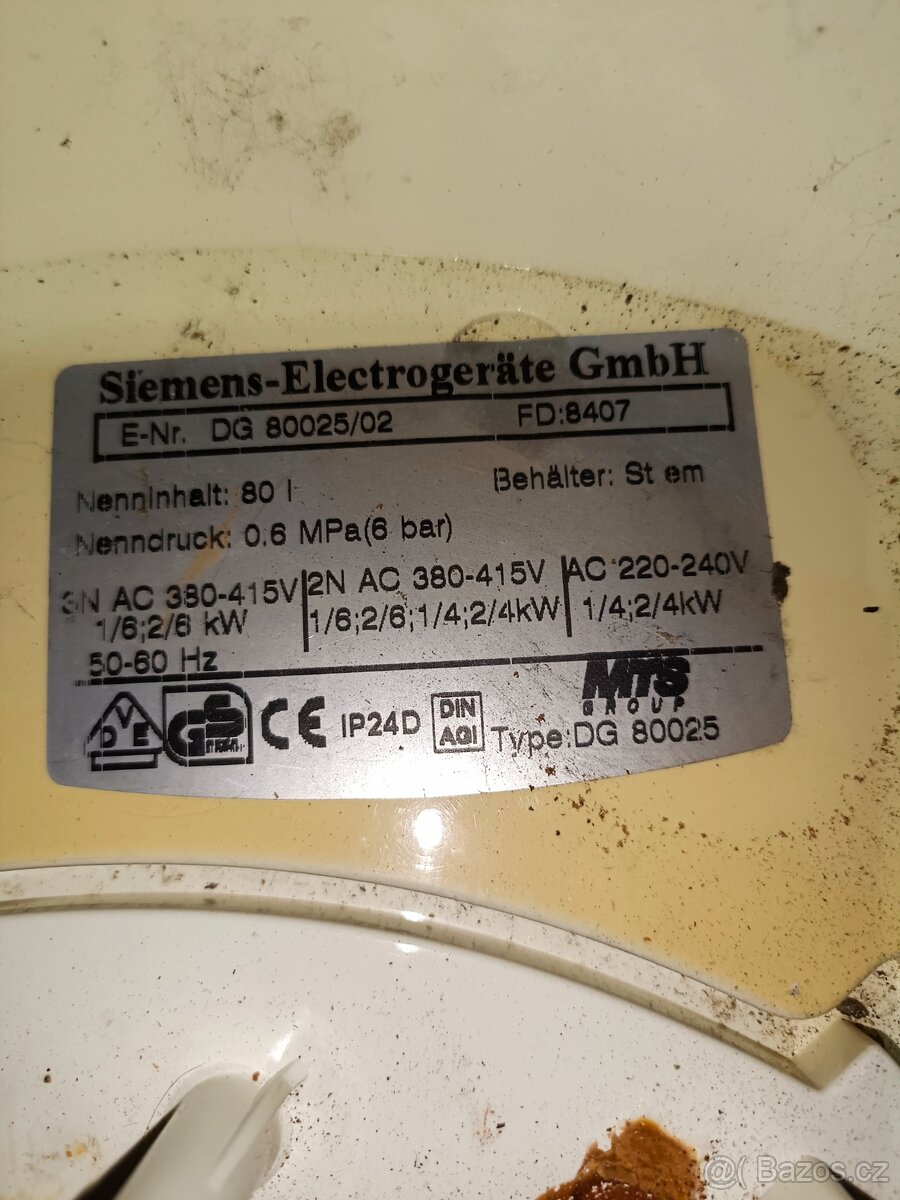 Siemens-Electrogeräte GmbH
E-Nr. DG 80025/02 FD:8407
Nenninhalt: 80 l Behälter: St em
Nenndruck: 0.6 MPa(6 bar)
3N AC 380-415V 2N AC 380-415V AC 220-240V
1/6;2/6 kW 1/6;2/6;1/4;2/4kW 1/4;2/4kW
50-60 Hz
DVE GS CE IP24D DIN AGI MTS GROUP
Type:DG 80025
@( Bazos.cz